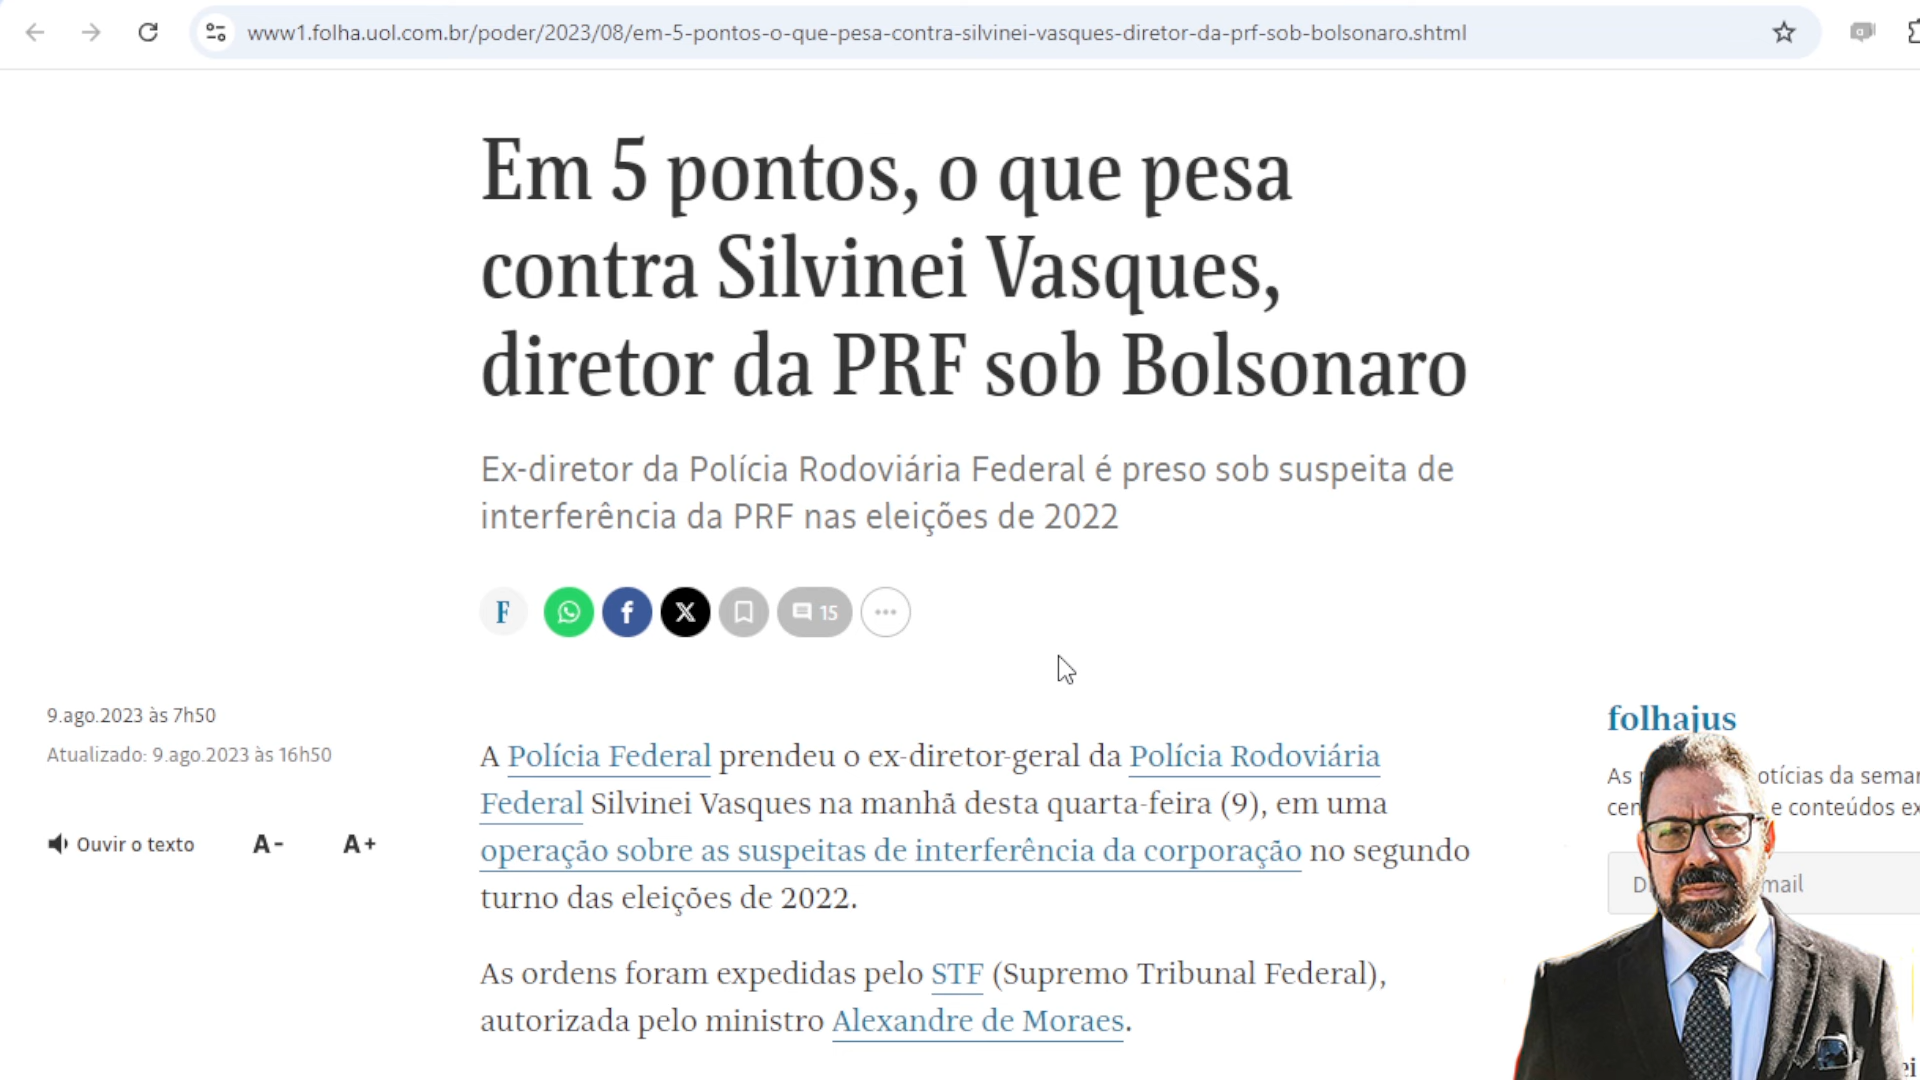 www1.folha.uol.com.br/poder/2023/08/em-5-pontos-o-que-pesa-contra-silvinei-vasques-diretor-da-prf-sob-bolsonaro.shtml
Em 5 pontos, o que pesa
contra Silvinei Vasques,
diretor da PRF sob Bolsonaro
Ex-diretor da Polícia Rodoviária Federal é preso sob suspeita de
interferência da PRF nas eleições de 2022
F
15
9.ago.2023 às 7h50
Atualizado: 9.ago.2023 às 16h50
Ouvir o texto A- A+
A Polícia Federal prendeu o ex-diretor-geral da Polícia Rodoviária
Federal Silvinei Vasques na manhã desta quarta-feira (9), em uma
operação sobre as suspeitas de interferência da corporação no segundo
turno das eleições de 2022.
As ordens foram expedidas pelo STF (Supremo Tribunal Federal),
autorizada pelo ministro Alexandre de Moraes.
folhajus
As
e conteúdos